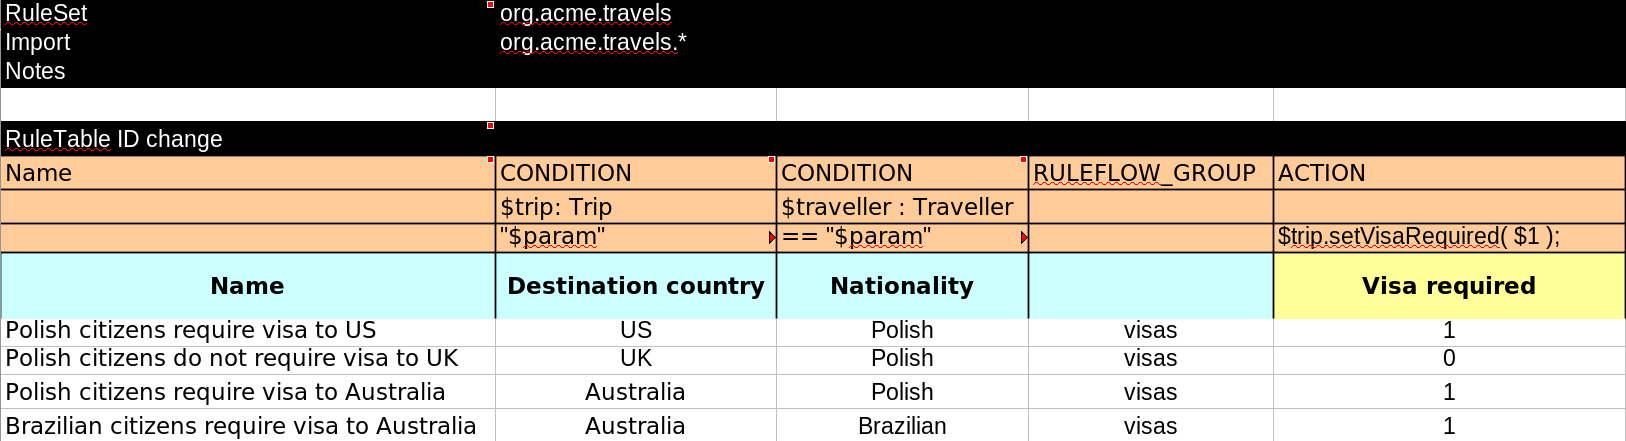 RuleSet org.acme.travels
Import org.acme.travels.*
Notes
RuleTable ID change
Name CONDITION CONDITION RULEFLOW_GROUP ACTION
$trip: Trip $traveller : Traveller
"$param" == "$param" $trip.setVisaRequired( $1 );
Name Destination country Nationality Visa required
Polish citizens require visa to US US Polish visas 1
Polish citizens do not require visa to UK UK Polish visas 0
Polish citizens require visa to Australia Australia Polish visas 1
Brazilian citizens require visa to Australia Australia Brazilian visas 1